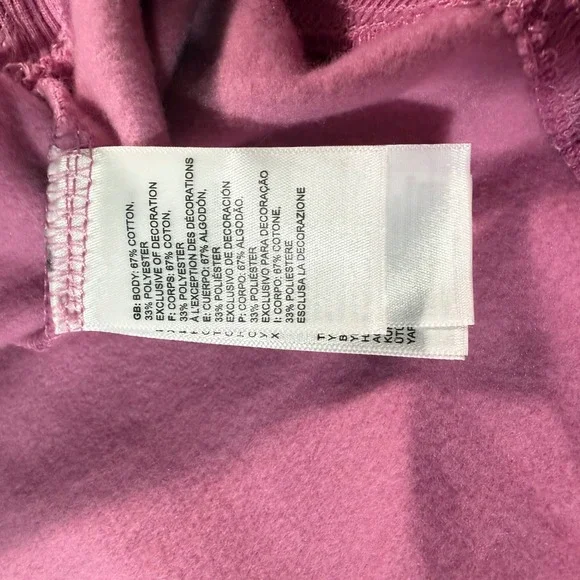 GB: BODY: 67% COTTON,
33% POLYESTER
EXCLUSIVE OF DECORATION
F: CORPS: 67% COTON,
33% POLYESTER
À L'EXCEPTION DES DÉCORATIONS
E: CUERPO: 67% ALGODÓN,
33% POLIÉSTER
EXCLUSIVO DE DECORACIÓN
P: CORPO: 67% ALGODÃO,
33% POLIÉSTER
EXCLUSIVO PARA DECORAÇÃO
I: CORPO: 67% COTONE,
33% POLIESTERE
ESCLUSA LA DECORAZIONE